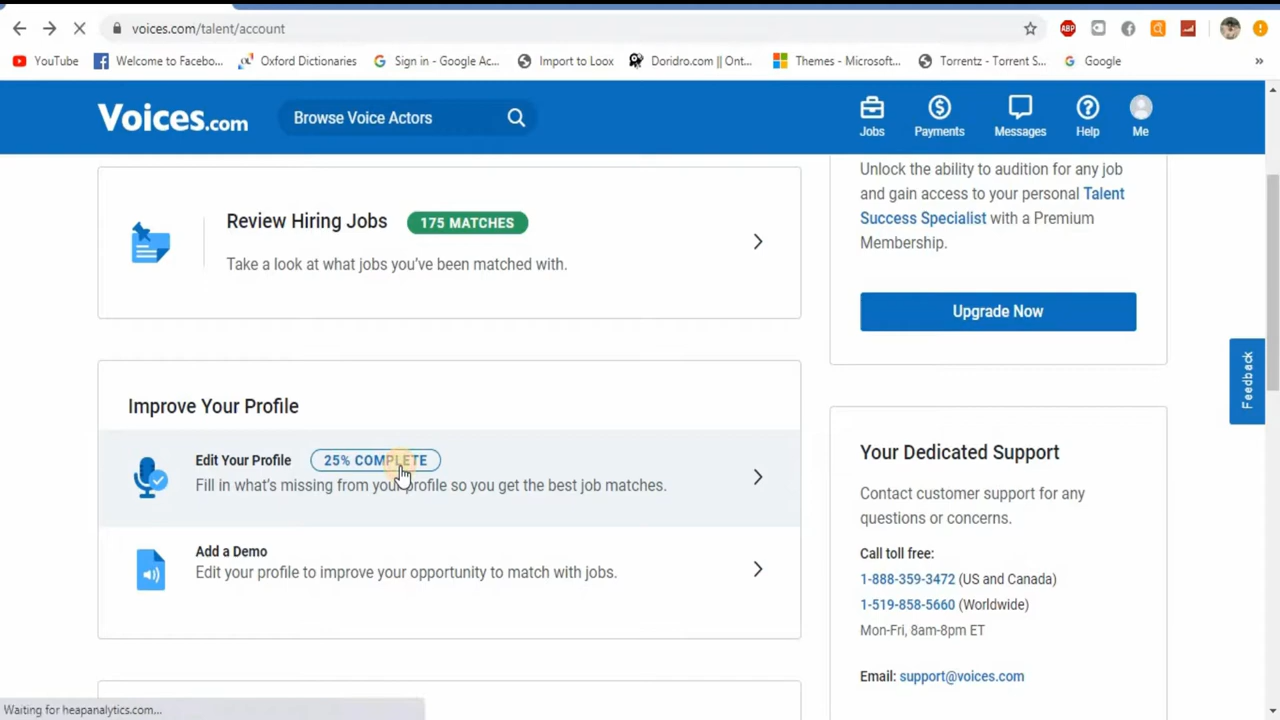 voices.com/talent/account
ABP
YouTube
Welcome to Facebo...
Oxford Dictionaries
Sign in - Google Ac...
Import to Loox
Doridro.com || Ont...
Themes - Microsoft...
Torrentz - Torrent S...
Google
»
Voices.com
Browse Voice Actors
Jobs
Payments
Messages
Help
Me
Review Hiring Jobs
175 MATCHES
Take a look at what jobs you've been matched with.
Improve Your Profile
Edit Your Profile
25% COMPLETE
Fill in what's missing from your profile so you get the best job matches.
Add a Demo
Edit your profile to improve your opportunity to match with jobs.
Unlock the ability to audition for any job
and gain access to your personal Talent
Success Specialist with a Premium
Membership.
Upgrade Now
Feedback
Your Dedicated Support
Contact customer support for any
questions or concerns.
Call toll free:
1-888-359-3472 (US and Canada)
1-519-858-5660 (Worldwide)
Mon-Fri, 8am-8pm ET
Email: support@voices.com
Waiting for heapanalytics.com...